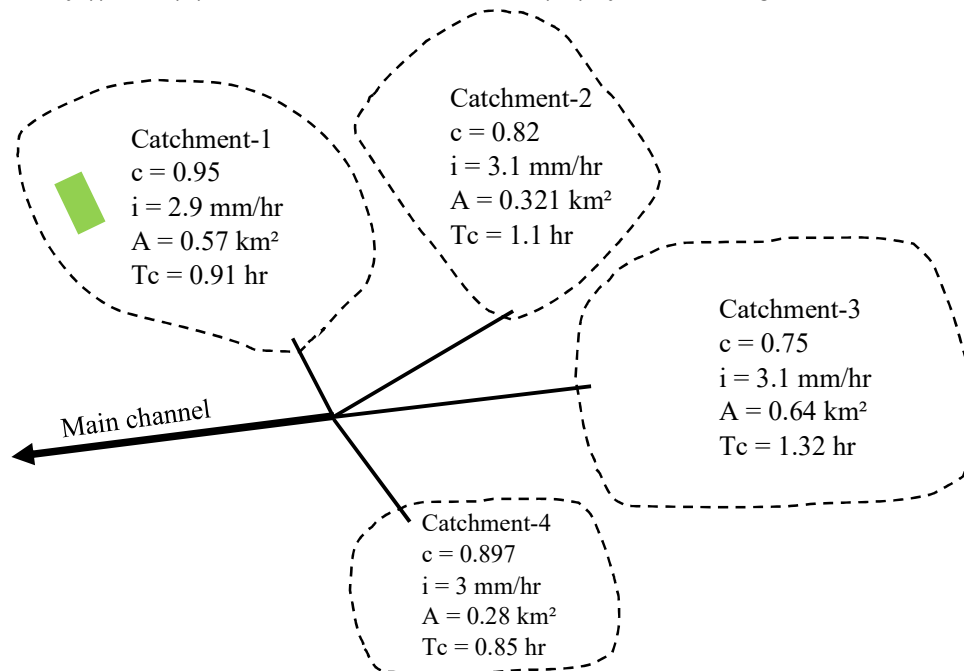 Catchment-1
c = 0.95
i = 2.9 mm/hr
A = 0.57 km²
Tc = 0.91 hr
Catchment-2
c = 0.82
i = 3.1 mm/hr
A = 0.321 km²
Tc = 1.1 hr
Catchment-3
c = 0.75
i = 3.1 mm/hr
A = 0.64 km²
Tc = 1.32 hr
Main channel
Catchment-4
c = 0.897
i = 3 mm/hr
A = 0.28 km²
Tc = 0.85 hr